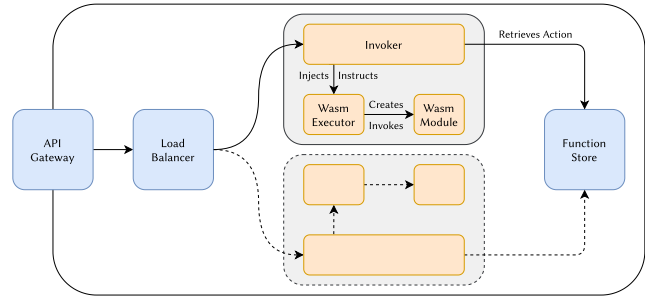 Retrieves Action
Invoker
Injects Instructs
Wasm
Executor
Creates
Invokes
Wasm
Module
API
Gateway
Load
Balancer
Function
Store